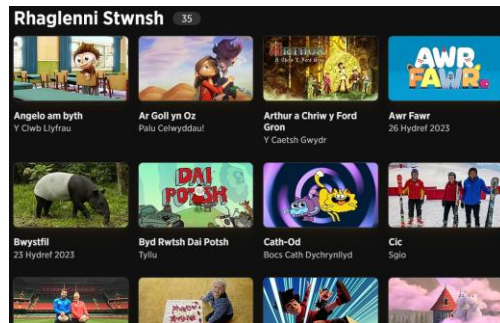 Rhaglenni Stwnsh 35
ARTHUR
AWR
FAWR
Angelo am byth
Y Clwb Llyfrau
Ar Goll yn Oz
Palu Celwyddau!
Arthur a Chriw y Ford
Gron
Y Caetsh Gwydr
Awr Fawr
26 Hydref 2023
DAI
POTSH
Bwystfil
23 Hydref 2023
Byd Rwtsh Dai Potsh
Tyllu
Cath-Od
Bocs Cath Dychrynllyd
Cic
Sgio